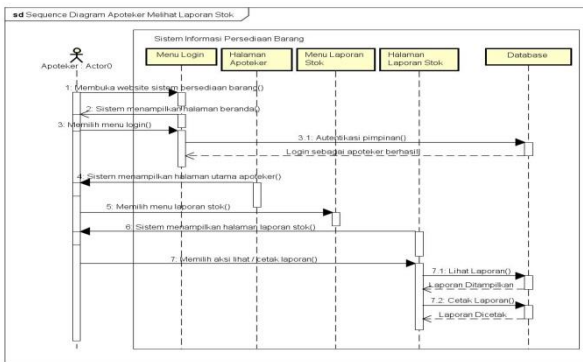 sd Sequence Diagram Apoteker Melihat Laporan Stok
Sistem Informasi Persediaan Barang
Menu Login
Halaman
Apoteker
Menu Laporan
Stok
Halaman
Laporan Stok
Database
Apoteker : Actor0
1: Membuka website sistem persediaan barang()
2: Sistem menampilkan halaman beranda()
3: Memilih menu login()
3.1: Autentikasi pimpinan()
Login sebagai apoteker berhasil
4: Sistem menampilkan halaman utama apoteker()
5: Memilih menu laporan stok()
6: Sistem menampilkan halaman laporan stok()
7: Memilih aksi lihat / cetak laporan()
7.1: Lihat Laporan()
Laporan Ditampilkan
7.2: Cetak Laporan()
Laporan Dicetak